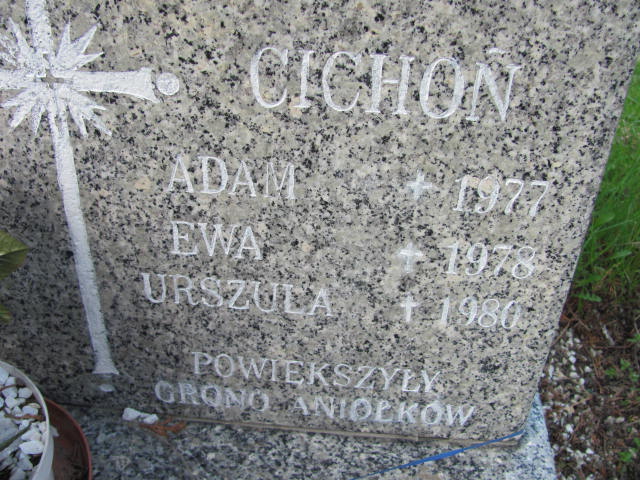 CICHOŃ
ADAM + 1977
EWA + 1978
URSZULA + 1980
POWIĘKSZYŁY
GRONO ANIOŁKÓW